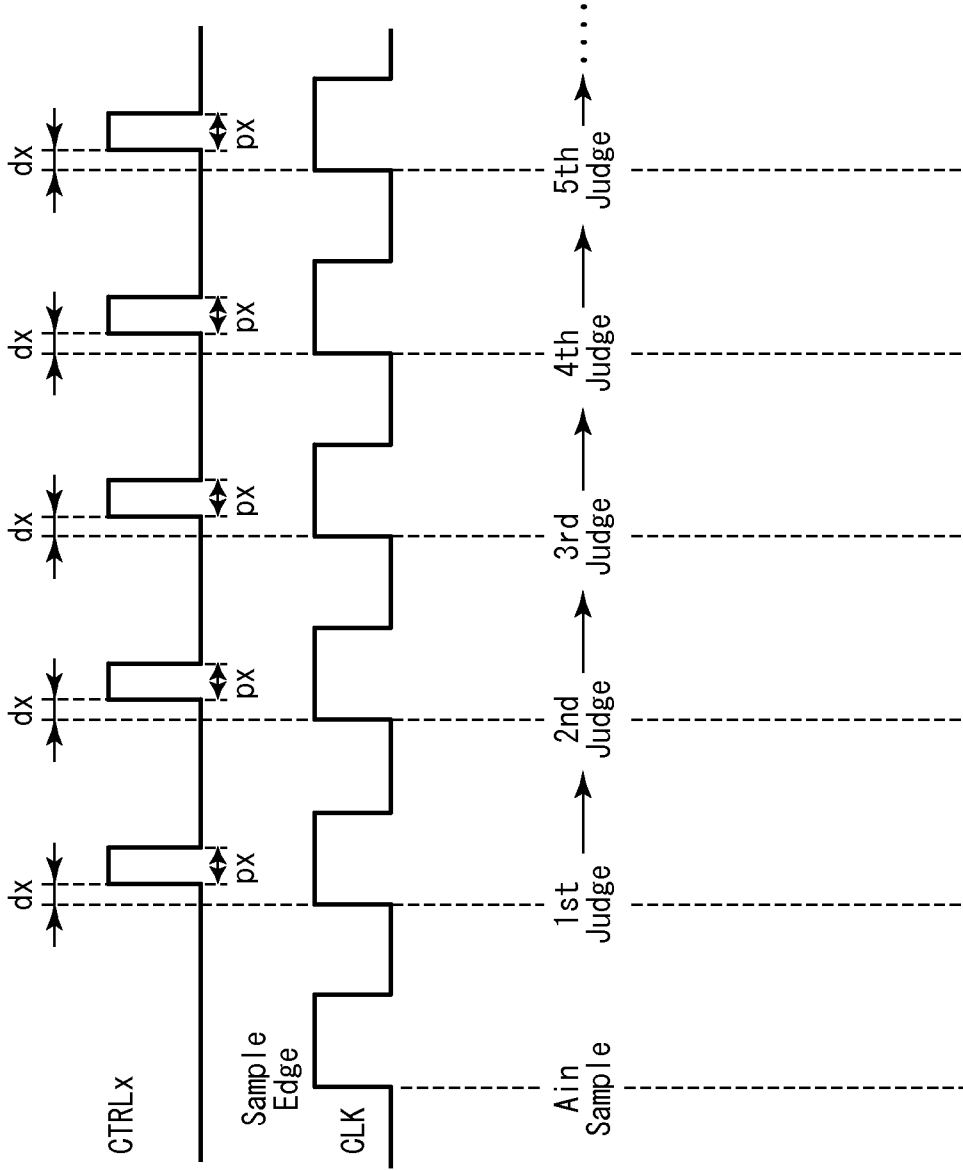 dx
dx
dx
dx
dx
CTRLx
px
px
px
px
px
Sample
Edge
CLK
Ain
Sample
1st
Judge
2nd
Judge
3rd
Judge
4th
Judge
5th
Judge
.....